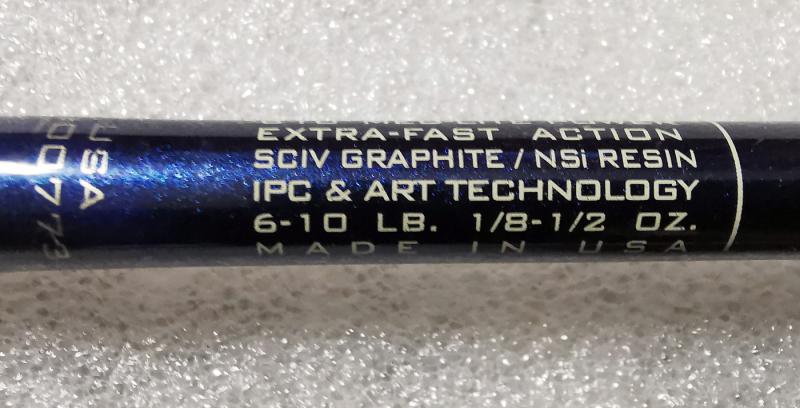 EXTRA-FAST ACTION
SCIV GRAPHITE / NSi RESIN
IPC & ART TECHNOLOGY
6-10 LB. 1/8-1/2 OZ.
MADE IN USA
USA